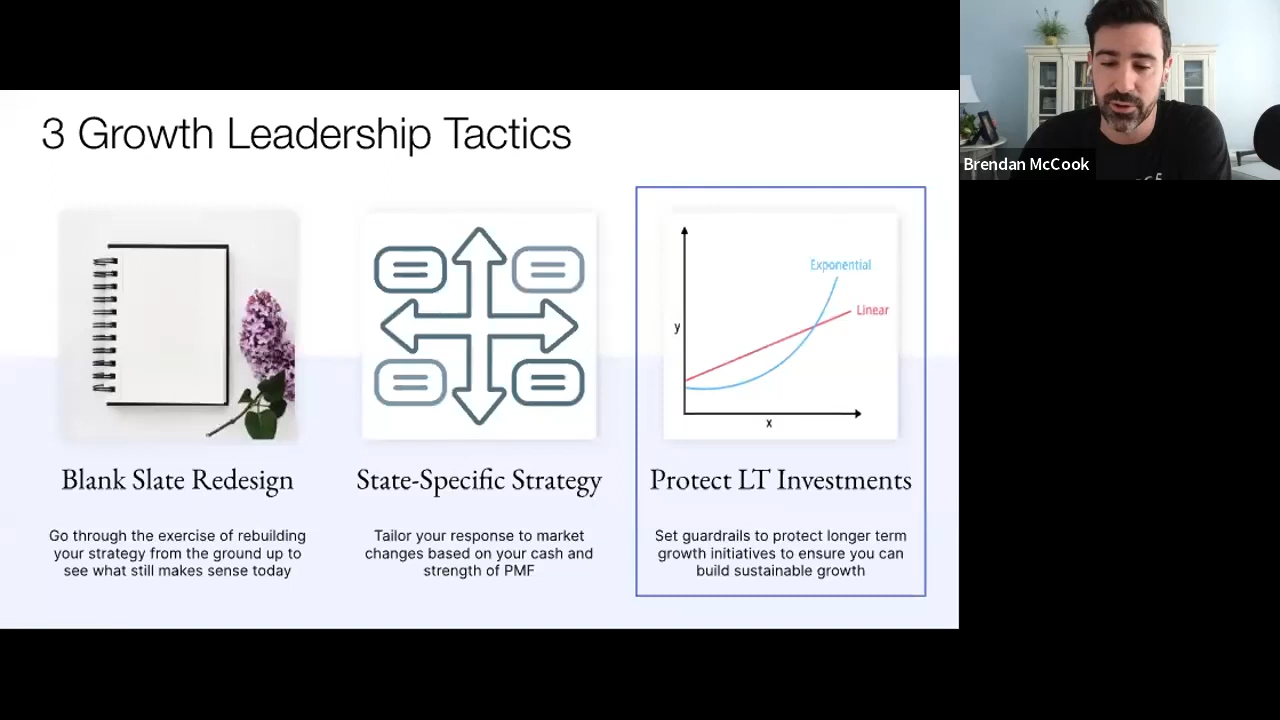 3 Growth Leadership Tactics
Brendan McCook
Exponential
Linear
y
x
Blank Slate Redesign
Go through the exercise of rebuilding
your strategy from the ground up to
see what still makes sense today
State-Specific Strategy
Tailor your response to market
changes based on your cash and
strength of PMF
Protect LT Investments
Set guardrails to protect longer term
growth initiatives to ensure you can
build sustainable growth